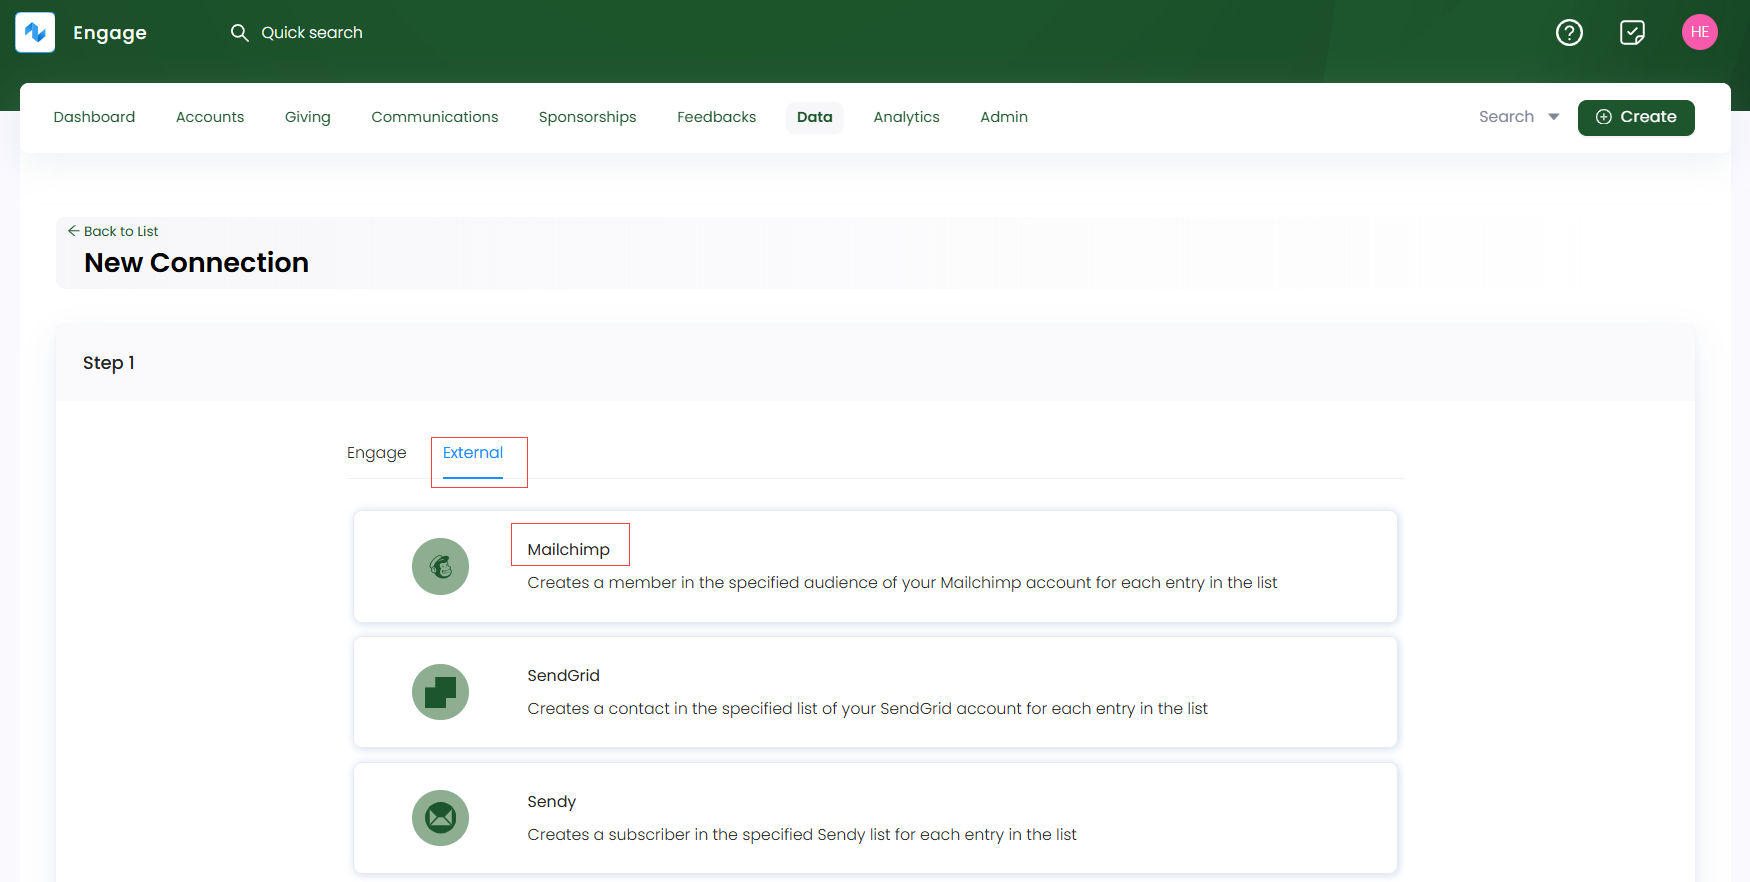 Engage
Quick search
HE
Dashboard Accounts Giving Communications Sponsorships Feedbacks Data Analytics Admin Search Create
Back to List
New Connection
Step 1
Engage External
Mailchimp
Creates a member in the specified audience of your Mailchimp account for each entry in the list
SendGrid
Creates a contact in the specified list of your SendGrid account for each entry in the list
Sendy
Creates a subscriber in the specified Sendy list for each entry in the list